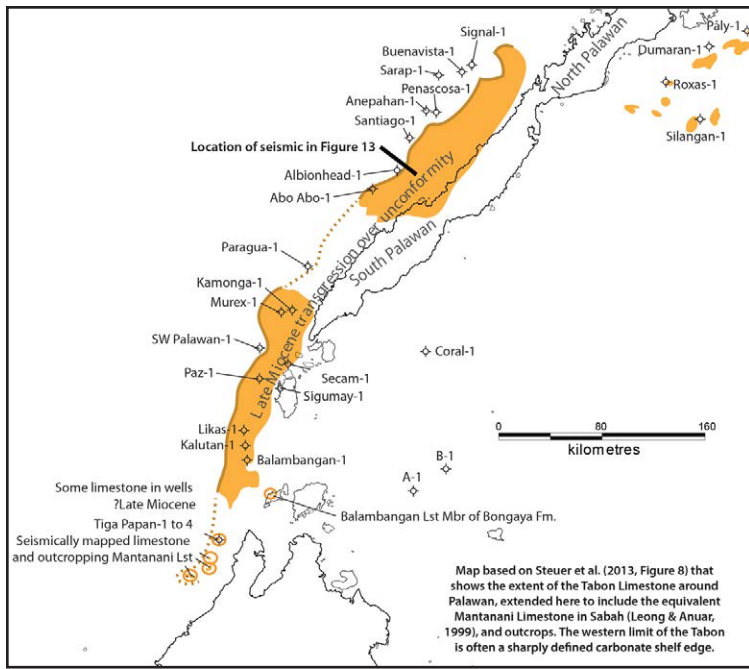 Signal-1
Buenavista-1
Sarap-1
Penascosa-1
Anepahan-1
Santiago-1
Location of seismic in Figure 13
Albionhead-1
Abo Abo-1
Paragua-1
Kamonga-1
Murex-1
SW Palawan-1
Paz-1
Secam-1
Sigumay-1
Likas-1
Kalutan-1
Balambangan-1
Some limestone in wells
?Late Miocene
Tiga Papan-1 to 4
Seismically mapped limestone
and outcropping Mantanani Lst
Late Miocene transgression over unconformity
South Palawan
North Palawan
Paly-1
Dumaran-1
Roxas-1
Silangan-1
Coral-1
B-1
A-1
Balambangan Lst Mbr of Bongaya Fm.
0 80 160
kilometres
Map based on Steuer et al. (2013, Figure 8) that
shows the extent of the Tabon Limestone around
Palawan, extended here to include the equivalent
Mantanani Limestone in Sabah (Leong & Anuar,
1999), and outcrops. The western limit of the Tabon
is often a sharply defined carbonate shelf edge.